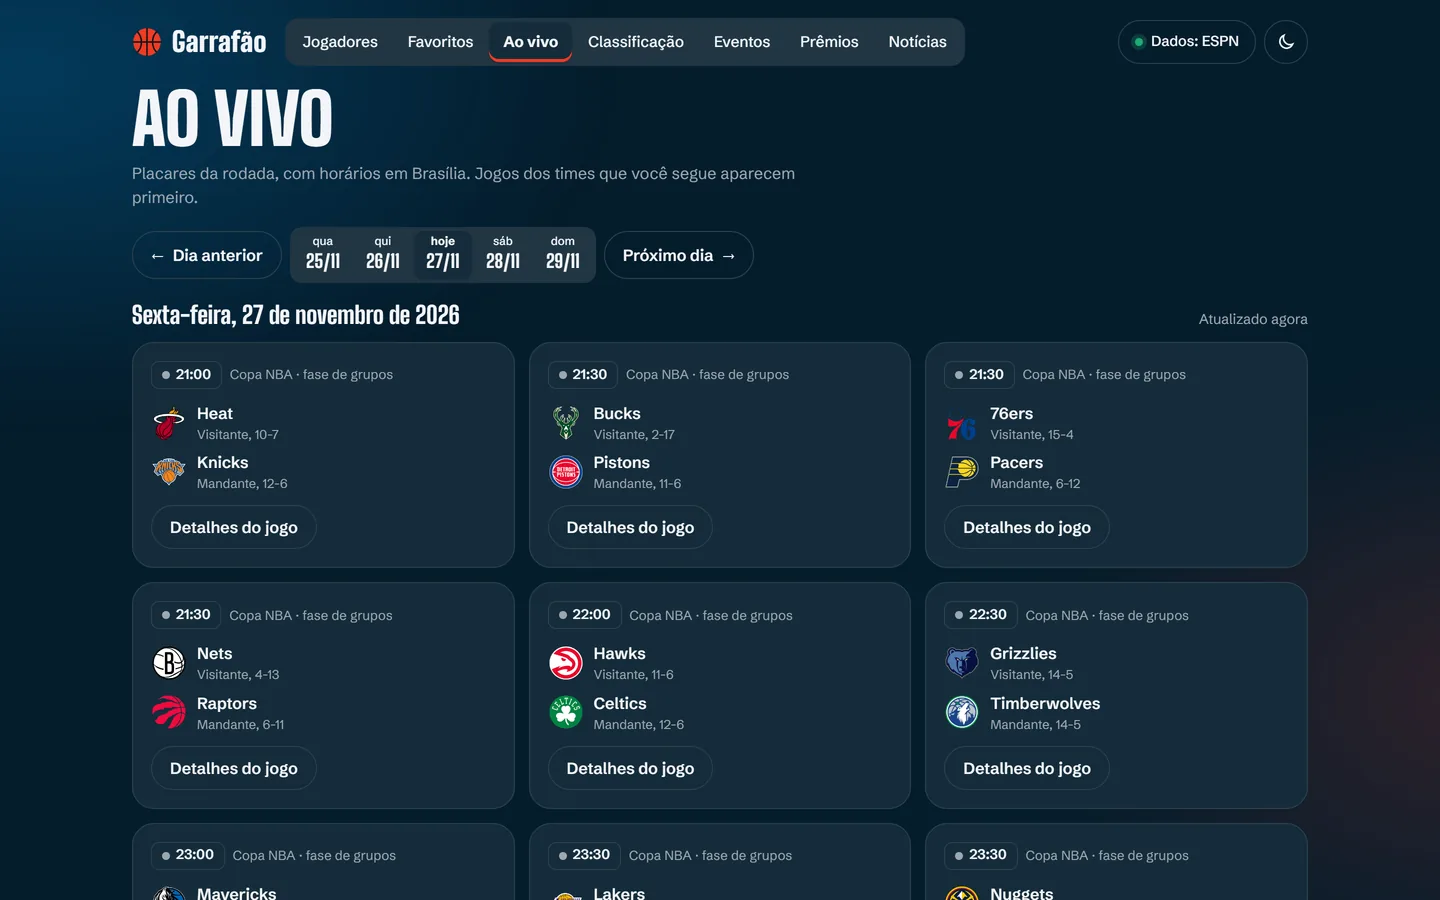 Garrafão
Jogadores Favoritos Ao vivo Classificação Eventos Prêmios Notícias
Dados: ESPN
AO VIVO
Placares da rodada, com horários em Brasília. Jogos dos times que você segue aparecem
primeiro.
← Dia anterior
qua 25/11
qui 26/11
hoje 27/11
sáb 28/11
dom 29/11
Próximo dia →
Sexta-feira, 27 de novembro de 2026
Atualizado agora
21:00 Copa NBA · fase de grupos
Heat
Visitante, 10-7
Knicks
Mandante, 12-6
Detalhes do jogo
21:30 Copa NBA · fase de grupos
Bucks
Visitante, 2-17
DETROIT
PISTONS
Pistons
Mandante, 11-6
Detalhes do jogo
21:30 Copa NBA · fase de grupos
76
76ers
Visitante, 15-4
Pacers
Mandante, 6-12
Detalhes do jogo
21:30 Copa NBA · fase de grupos
B
Nets
Visitante, 4-13
Raptors
Mandante, 6-11
Detalhes do jogo
22:00 Copa NBA · fase de grupos
Hawks
Visitante, 11-6
CELTICS
Celtics
Mandante, 12-6
Detalhes do jogo
22:30 Copa NBA · fase de grupos
Grizzlies
Visitante, 14-5
Timberwolves
Mandante, 14-5
Detalhes do jogo
23:00 Copa NBA · fase de grupos
Mavericks
23:30 Copa NBA · fase de grupos
Lakers
23:30 Copa NBA · fase de grupos
Nuggets